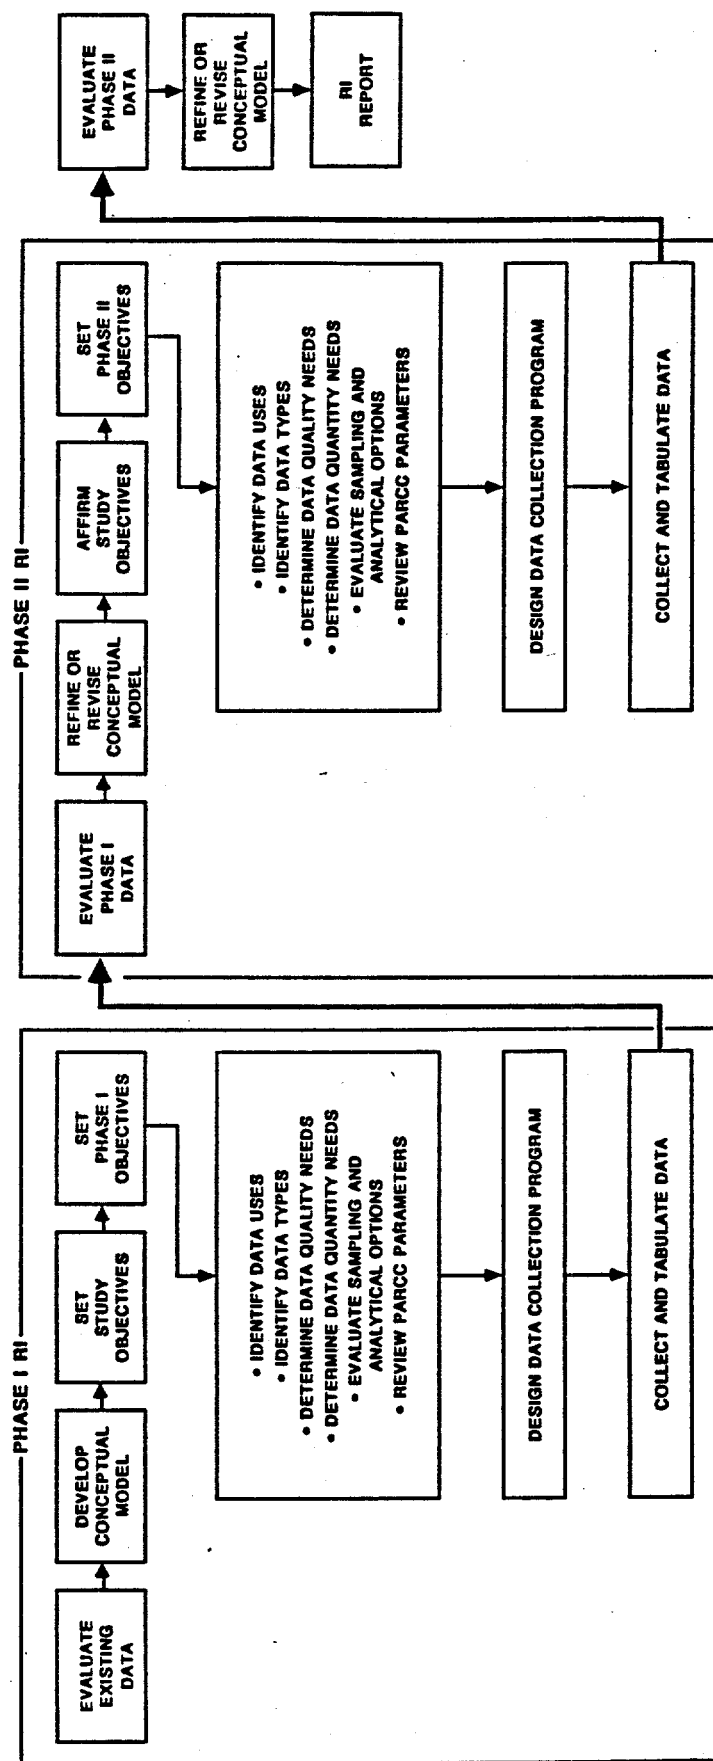 PHASE I RI
EVALUATE
EXISTING
DATA
DEVELOP
CONCEPTUAL
MODEL
SET
STUDY
OBJECTIVES
SET
PHASE I
OBJECTIVES
• IDENTIFY DATA USES
• IDENTIFY DATA TYPES
• DETERMINE DATA QUALITY NEEDS
• DETERMINE DATA QUANTITY NEEDS
• EVALUATE SAMPLING AND
ANALYTICAL OPTIONS
• REVIEW PARCC PARAMETERS
DESIGN DATA COLLECTION PROGRAM
COLLECT AND TABULATE DATA
PHASE II RI
EVALUATE
PHASE I
DATA
REFINE OR
REVISE
CONCEPTUAL
MODEL
AFFIRM
STUDY
OBJECTIVES
SET
PHASE II
OBJECTIVES
• IDENTIFY DATA USES
• IDENTIFY DATA TYPES
• DETERMINE DATA QUALITY NEEDS
• DETERMINE DATA QUANTITY NEEDS
• EVALUATE SAMPLING AND
ANALYTICAL OPTIONS
• REVIEW PARCC PARAMETERS
DESIGN DATA COLLECTION PROGRAM
COLLECT AND TABULATE DATA
EVALUATE
PHASE II
DATA
REFINE OR
REVISE
CONCEPTUAL
MODEL
RI
REPORT